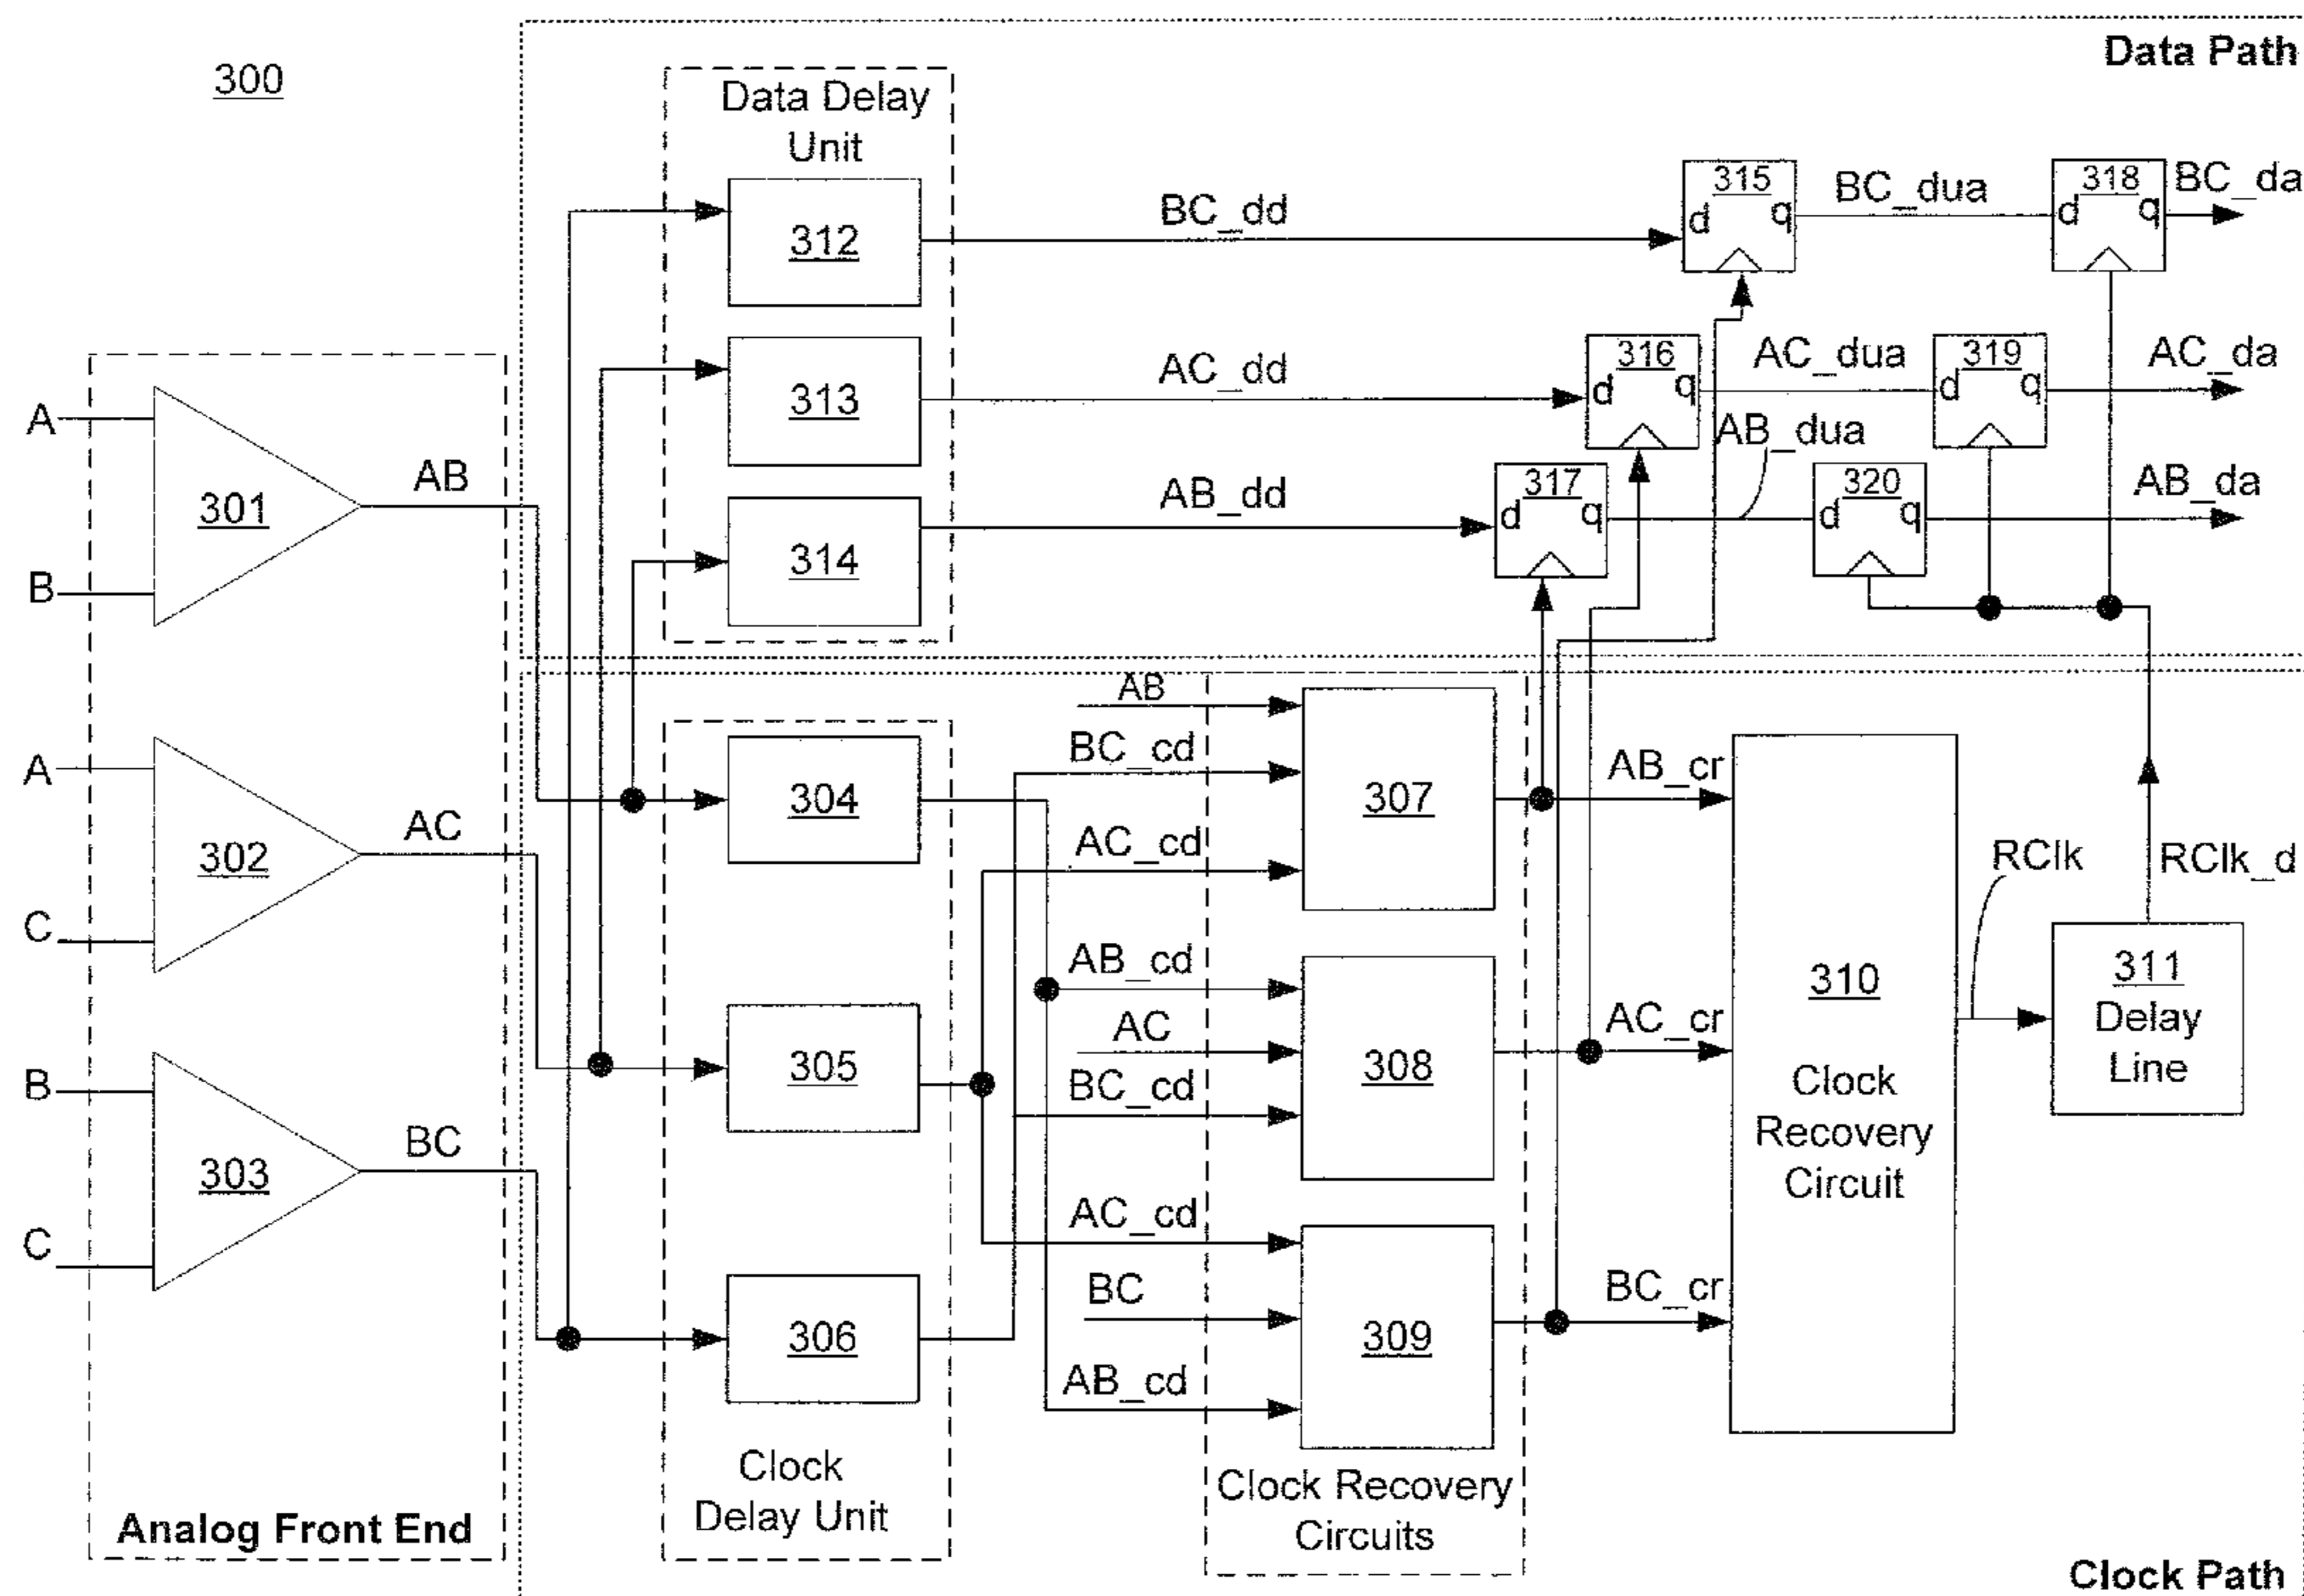 300
Data Path
Data Delay
Unit
312
BC_dd
315
d
q
BC_dua
318
d
q
BC_da
313
AC_dd
316
d
q
AC_dua
319
d
q
AC_da
314
AB_dd
317
d
q
AB_dua
320
d
q
AB_da
A
B
301
AB
A
C
302
AC
B
C
303
BC
Analog Front End
304
305
306
Clock
Delay Unit
AB
BC_cd
AC_cd
307
AB_cr
AB_cd
AC
BC_cd
308
AC_cr
AC_cd
BC
AB_cd
309
BC_cr
Clock Recovery
Circuits
310
Clock
Recovery
Circuit
RClk
RClk_d
311
Delay
Line
Clock Path